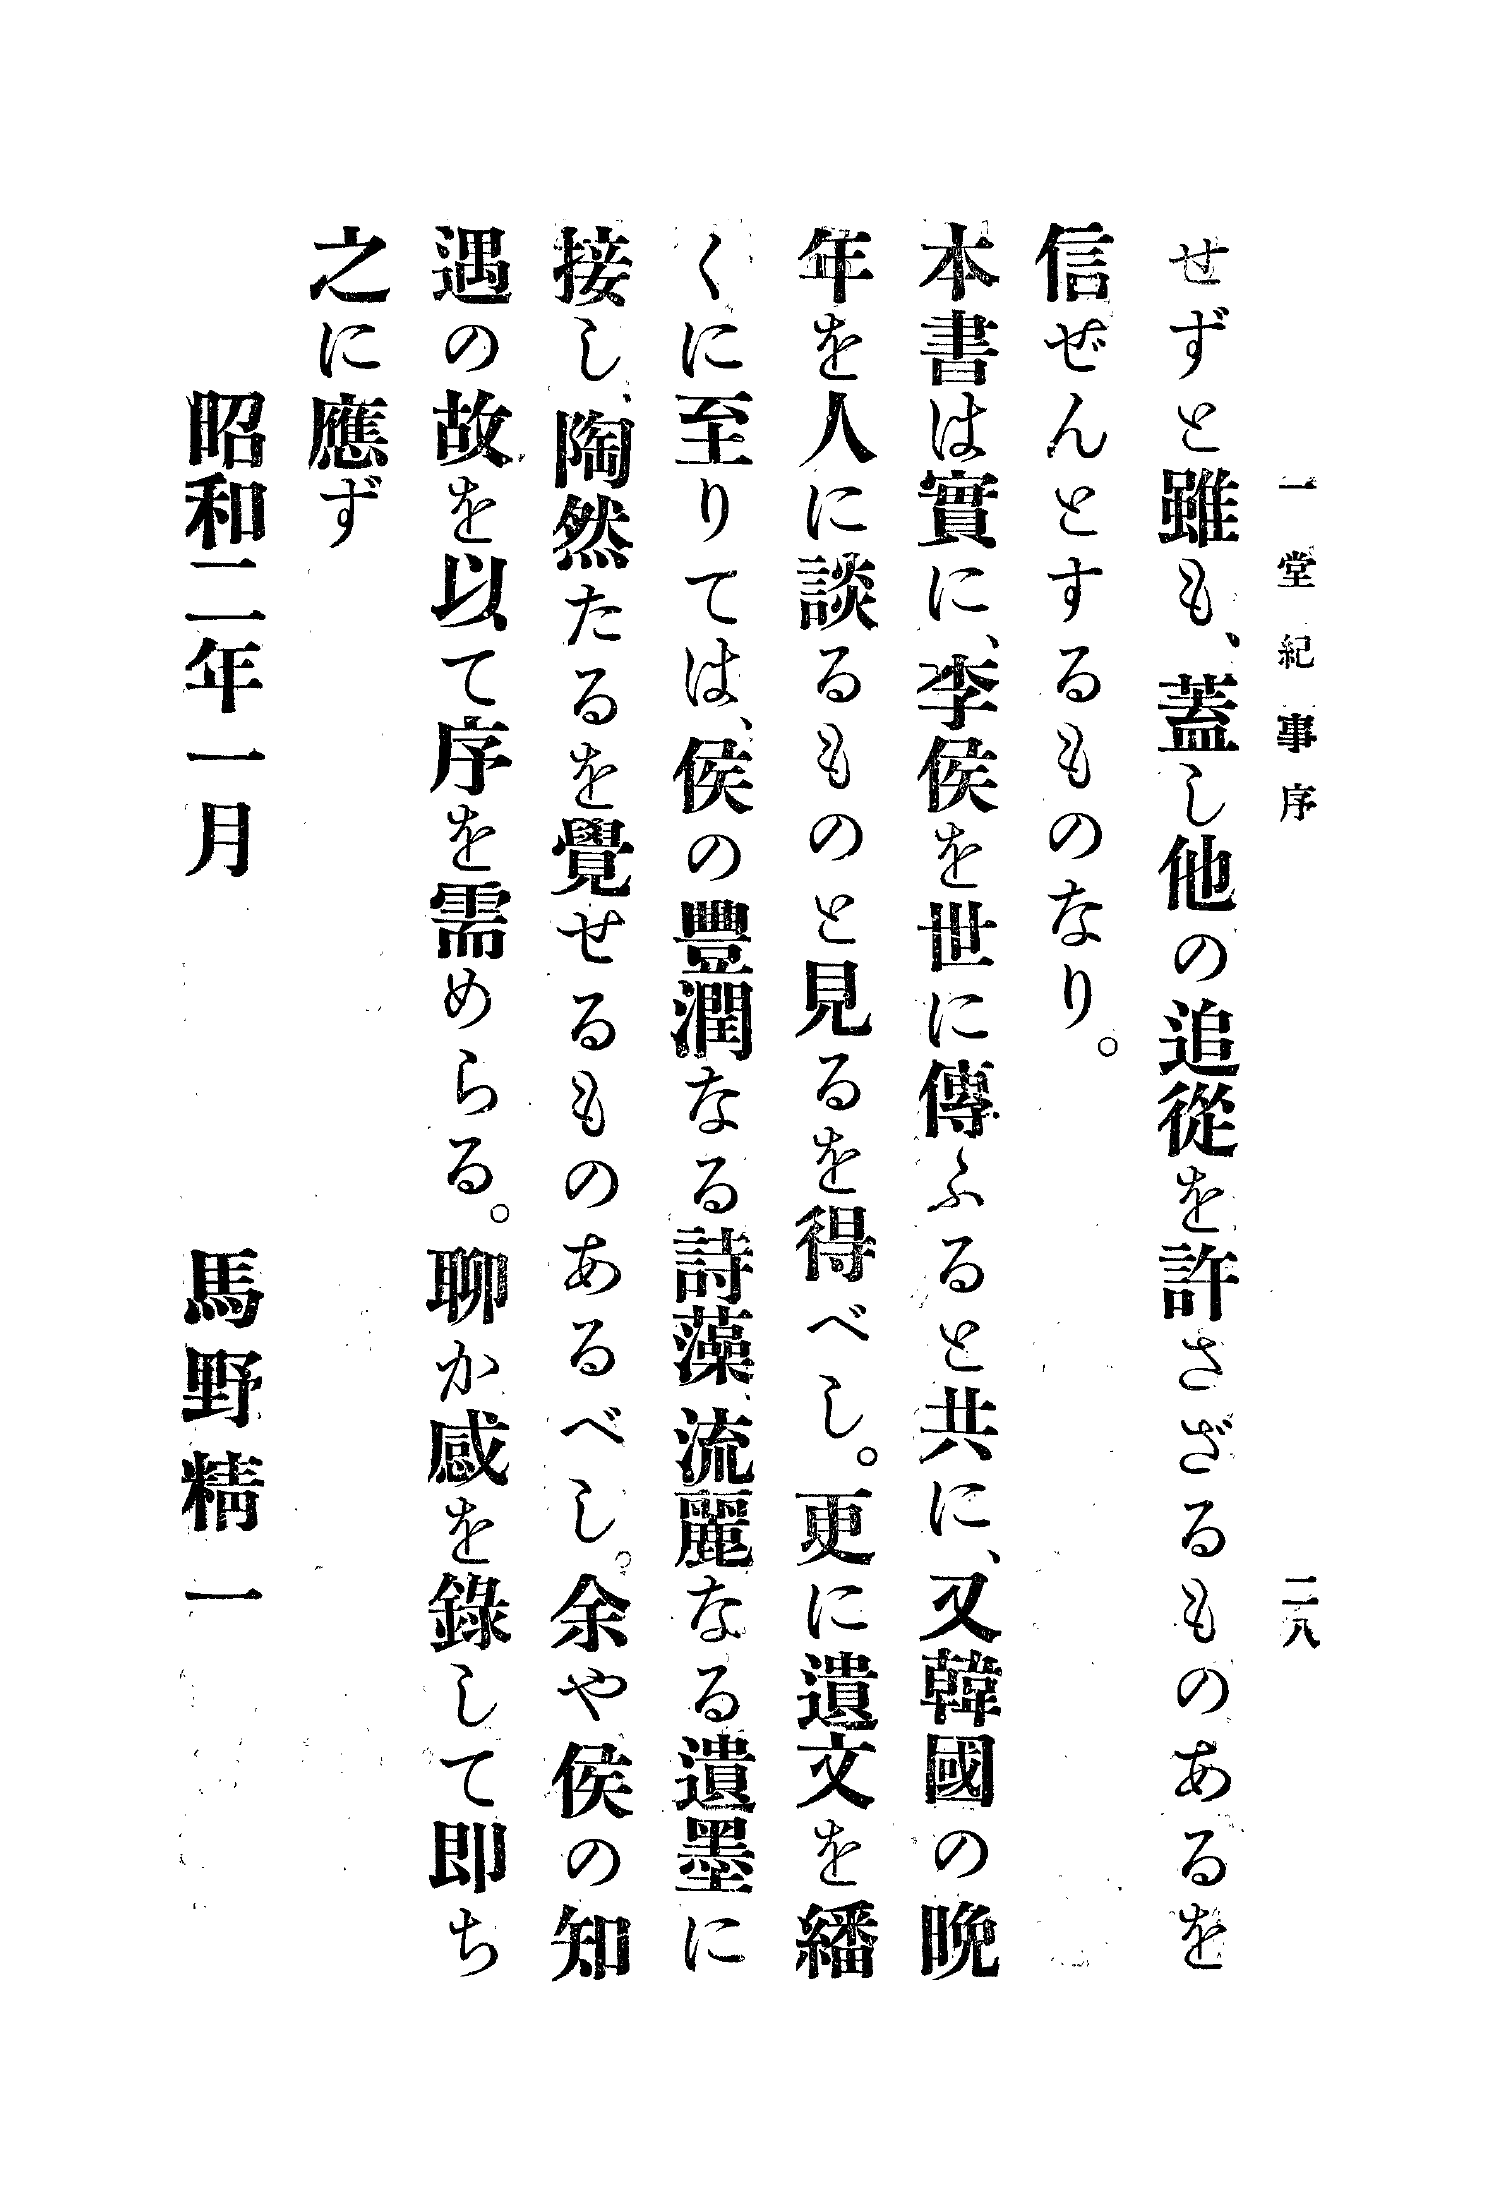 一堂紀事序 二八
せずと雖も、蓋し他の追從を許さざるものあるを
信ぜんとするものなり。
本書は實に、李侯を世に傳ふると共に、又韓國の晩
年を人に談るものと見るを得べし。更に遺文を繙
くに至りては、侯の豐潤なる詩藻、流麗なる遺墨に
接し、陶然たるを覺せるものあるべし。余や侯の知
遇の故を以て序を需めらる。聊か感を錄して即ち
之に應ず
昭和二年一月 馬野精一